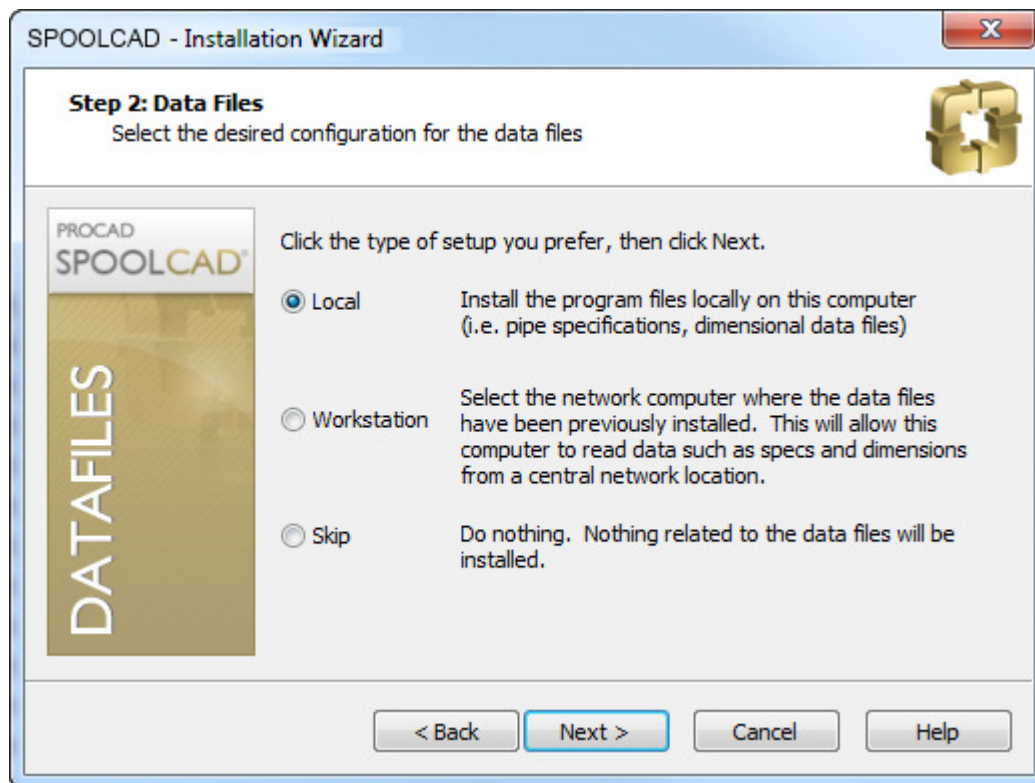 SPOOLCAD - Installation Wizard
X
Step 2: Data Files
Select the desired configuration for the data files
PROCAD
SPOOLCAD®
DATAFILES
Click the type of setup you prefer, then click Next.
Local
Install the program files locally on this computer
(i.e. pipe specifications, dimensional data files)
Workstation
Select the network computer where the data files
have been previously installed.  This will allow this
computer to read data such as specs and dimensions
from a central network location.
Skip
Do nothing.  Nothing related to the data files will be
installed.
< Back
Next >
Cancel
Help